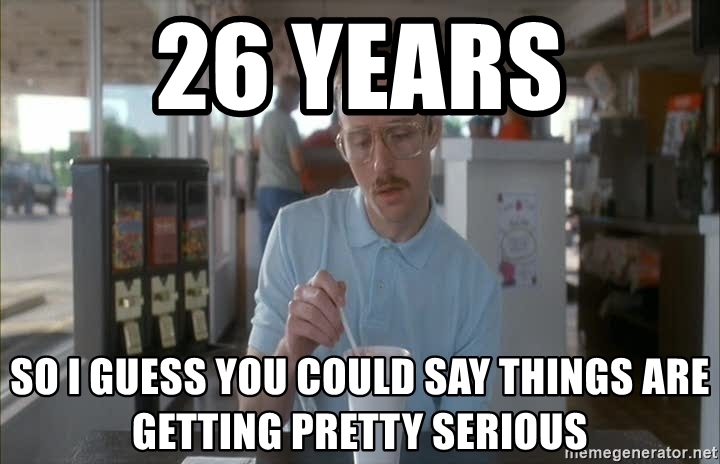 26 YEARS
SO I GUESS YOU COULD SAY THINGS ARE
GETTING PRETTY SERIOUS
memegenerator.net